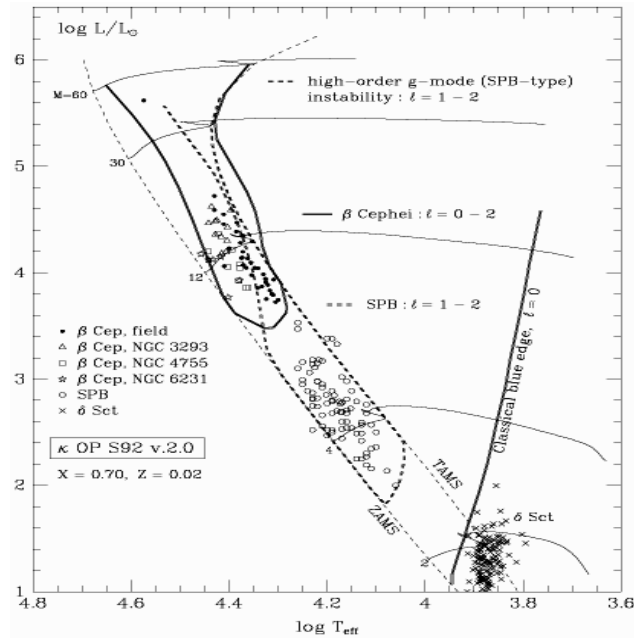 log L/L☉
6
5
4
3
2
1
M=60
30
12
4
2
high-order g-mode (SPB-type)
instability : ℓ = 1 - 2
β Cephei : ℓ = 0 - 2
SPB : ℓ = 1 - 2
β Cep, field
β Cep, NGC 3293
β Cep, NGC 4755
β Cep, NGC 6231
SPB
δ Sct
κ OP S92 v.2.0
X = 0.70, Z = 0.02
Classical blue edge, ℓ=0
TAMS
ZAMS
δ Sct
4.8 4.6 4.4 4.2 4 3.8 3.6
log Teff